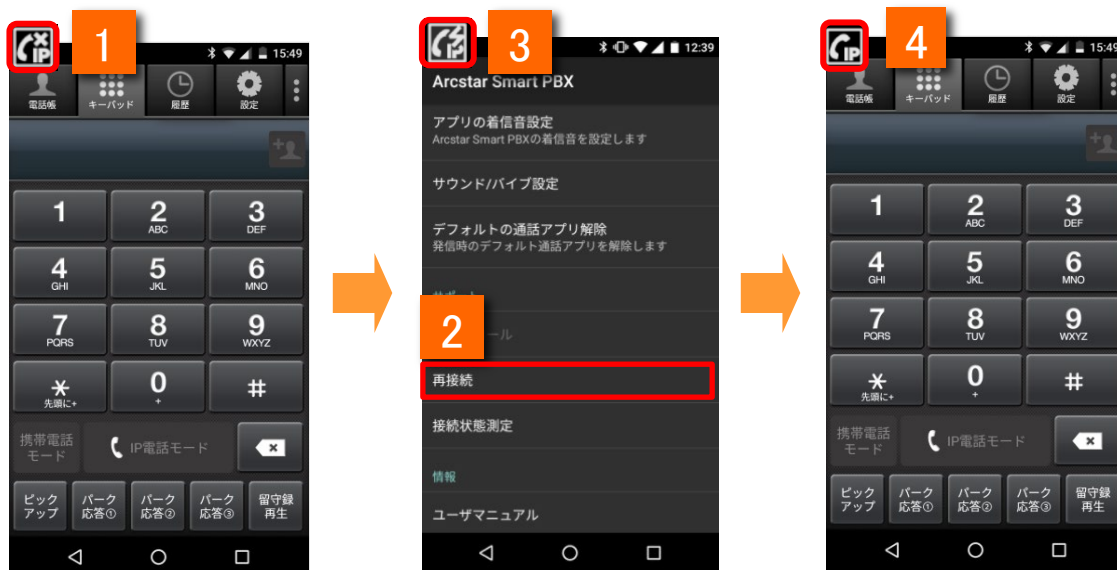 IP
1
15:49
電話帳
キーパッド
履歴
設定
1
2
ABC
3
DEF
4
GHI
5
JKL
6
MNO
7
PQRS
8
TUV
9
WXYZ
*
先頭に+
0
+
#
携帯電話
モード
IP電話モード
ピック
アップ
パーク
応答①
パーク
応答②
パーク
応答③
留守録
再生
IP
3
12:39
Arcstar Smart PBX
アプリの着信音設定
Arcstar Smart PBXの着信音を設定します
サウンド/バイブ設定
デフォルトの通話アプリ解除
発信時のデフォルト通話アプリを解除します
2
ール
再接続
接続状態測定
情報
ユーザマニュアル
IP
4
15:49
電話帳
キーパッド
履歴
設定
1
2
ABC
3
DEF
4
GHI
5
JKL
6
MNO
7
PQRS
8
TUV
9
WXYZ
*
先頭に+
0
+
#
携帯電話
モード
IP電話モード
ピック
アップ
パーク
応答①
パーク
応答②
パーク
応答③
留守録
再生